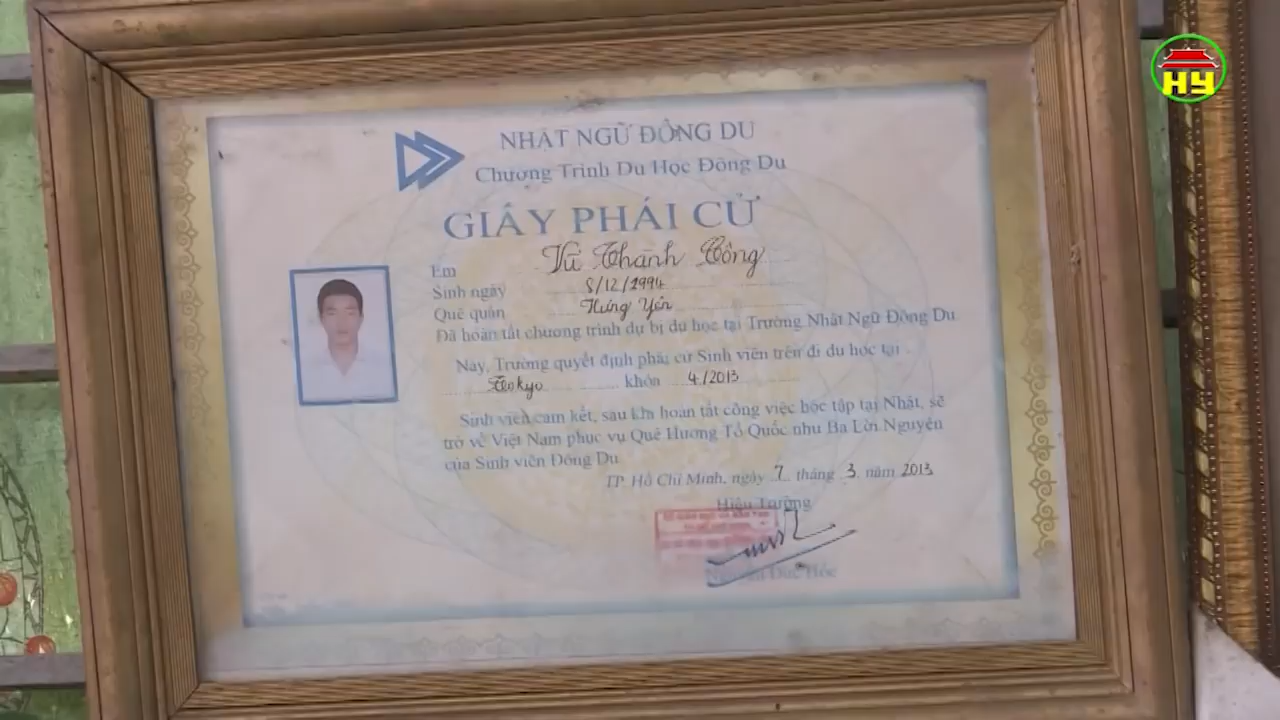 HY
NHẬT NGỮ ĐÔNG DU
Chương Trình Du Học Đông Du
GIẤY PHÁI CỬ
Em Vũ Thành Công
Sinh ngày 8/12/1994
Quê quán Hưng Yên
Đã hoàn tất chương trình dự bị du học tại Trường Nhật Ngữ Đông Du
Nay, Trường quyết định phái cử Sinh viên trên đi du học tại
Tokyo khóa 4/2013
Sinh viên cam kết, sau khi hoàn tất công việc học tập tại Nhật, sẽ
trở về Việt Nam phục vụ Quê Hương Tổ Quốc như Ba Lời Nguyện
của Sinh viên Đông Du
TP. Hồ Chí Minh, ngày 7 tháng 3 năm 2013
Hiệu Trưởng
Đức Hòe